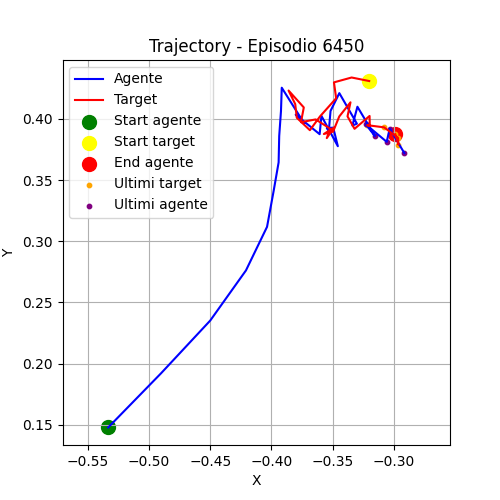 Trajectory - Episodio 6450
Agente
Target
Start agente
Start target
End agente
Ultimi target
Ultimi agente
Y
0.40
0.35
0.30
0.25
0.20
0.15
−0.55
−0.50
−0.45
−0.40
−0.35
−0.30
X